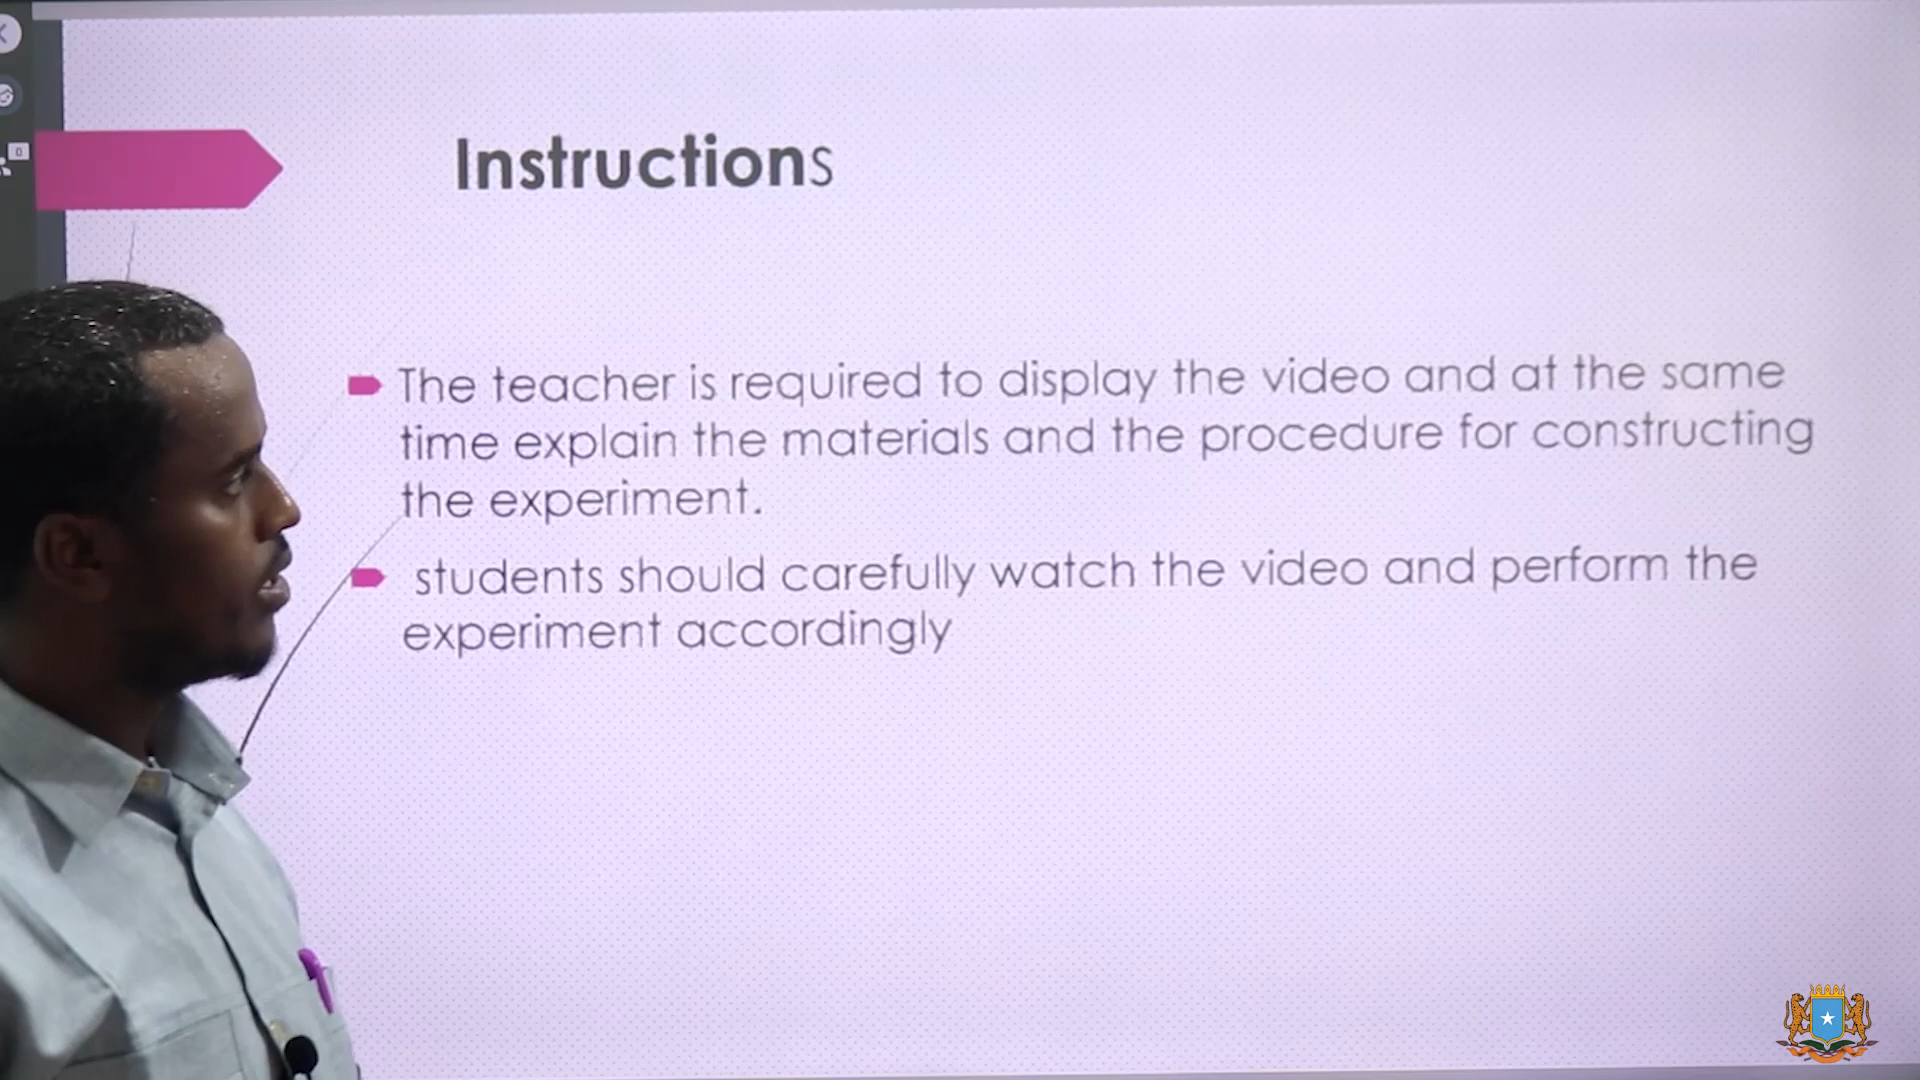 0
Instructions
The teacher is required to display the video and at the same
time explain the materials and the procedure for constructing
the experiment.
students should carefully watch the video and perform the
experiment accordingly